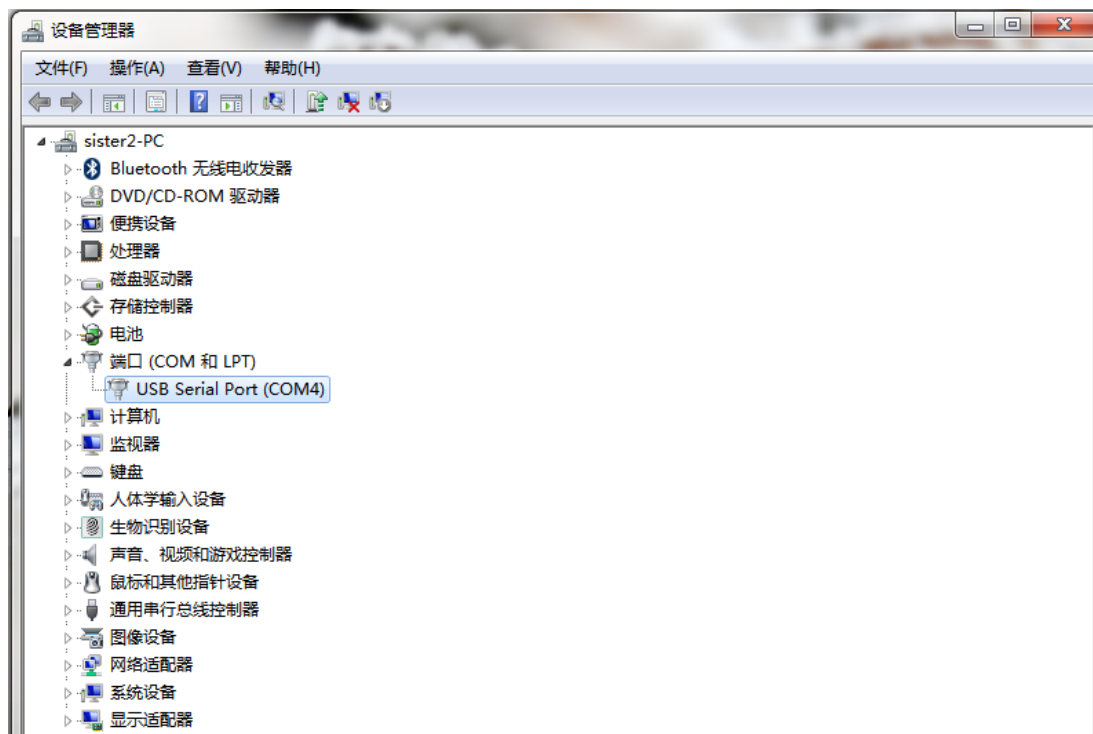 设备管理器
文件(F) 操作(A) 查看(V) 帮助(H)
sister2-PC
Bluetooth 无线电收发器
DVD/CD-ROM 驱动器
便携设备
处理器
磁盘驱动器
存储控制器
电池
端口 (COM 和 LPT)
USB Serial Port (COM4)
计算机
监视器
键盘
人体学输入设备
生物识别设备
声音、视频和游戏控制器
鼠标和其他指针设备
通用串行总线控制器
图像设备
网络适配器
系统设备
显示适配器